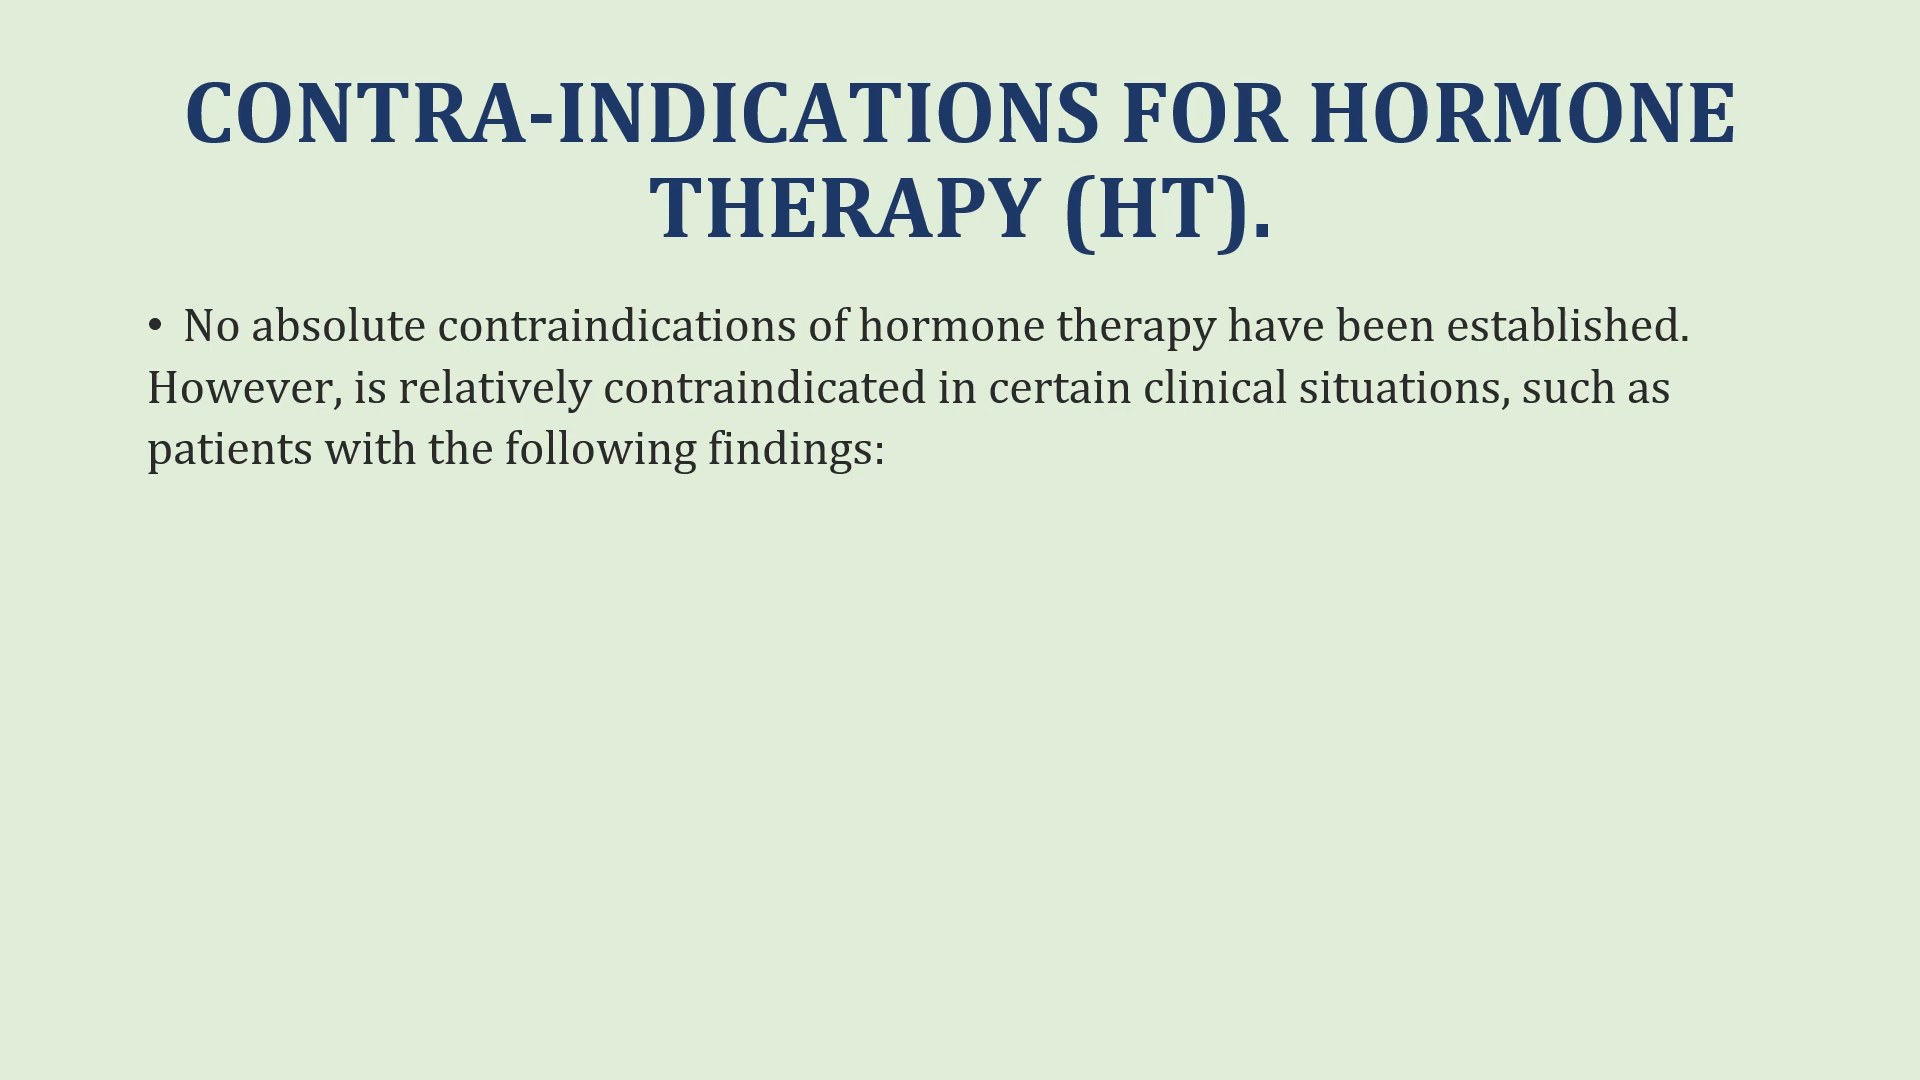 CONTRA-INDICATIONS FOR HORMONE
THERAPY (HT).
• No absolute contraindications of hormone therapy have been established.
However, is relatively contraindicated in certain clinical situations, such as
patients with the following findings: